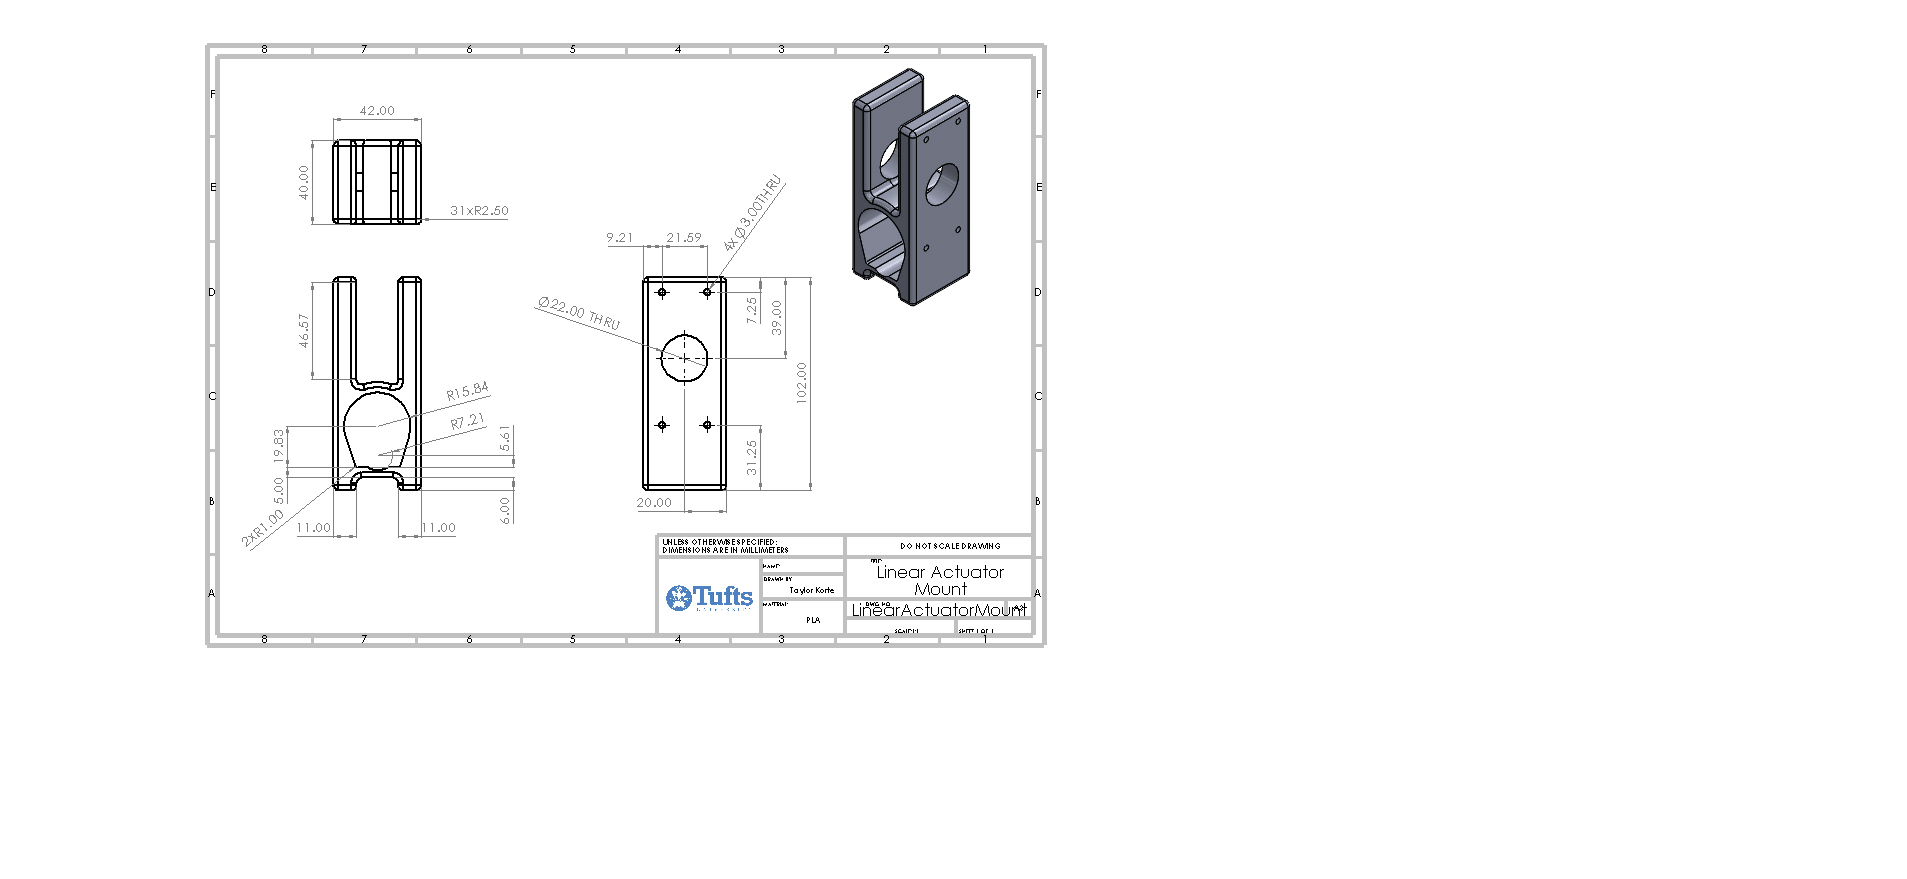 8 7 6 5 4 3 2 1
F F
E E
D D
C C
B B
A A
42.00
40.00
31xR2.50
46.57
R15.84
R7.21
19.83
5.61
5.00
6.00
2xR1.00
11.00 11.00
9.21 21.59
4x Ø3.00THRU
Ø22.00 THRU
7.25
39.00
102.00
31.25
20.00
UNLESS OTHERWISE SPECIFIED:
DIMENSIONS ARE IN MILLIMETERS
DO NOT SCALE DRAWING
NAME
DRAWN BY
Taylor Korte
MATERIAL
PLA
Tufts
UNIVERSITY
TITLE:
Linear Actuator
Mount
DWG NO.
LinearActuatorMount
SHEET 1 OF 1
8 7 6 5 4 3 2 1